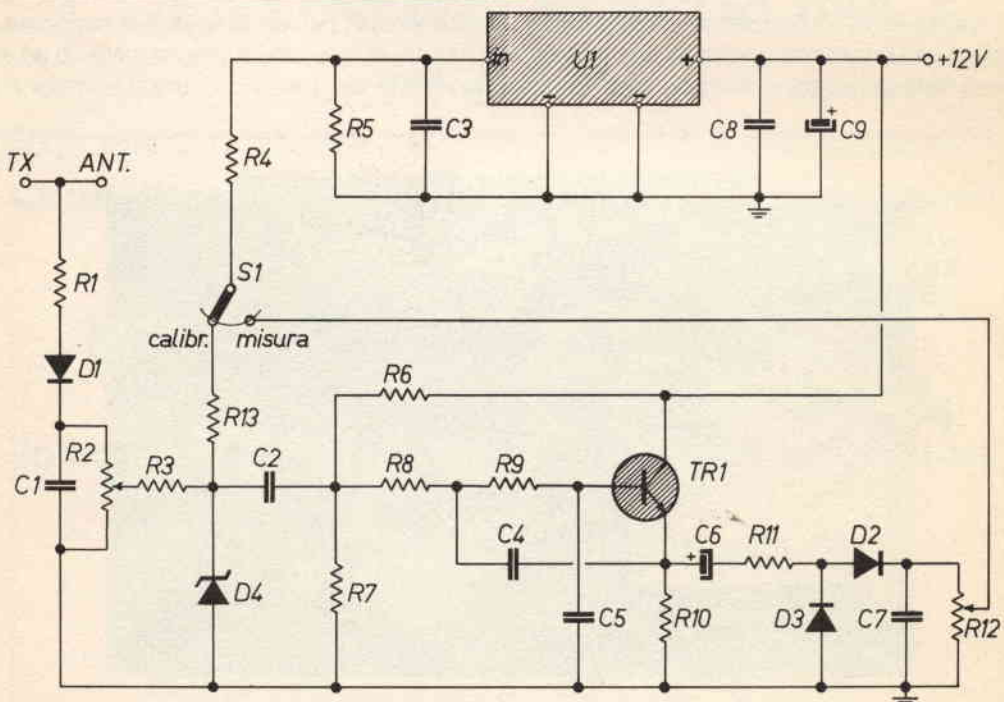 in U1 + +12V
- -
R5 C3 C8 + C9
R4
TX ANT.
R1
S1
calibr. misura
D1
R6
R13
R2
C1 R3 C2 R8 R9 TR1
C4 + C6 R11 D2
D4 R7 C5 R10 D3 C7 R12